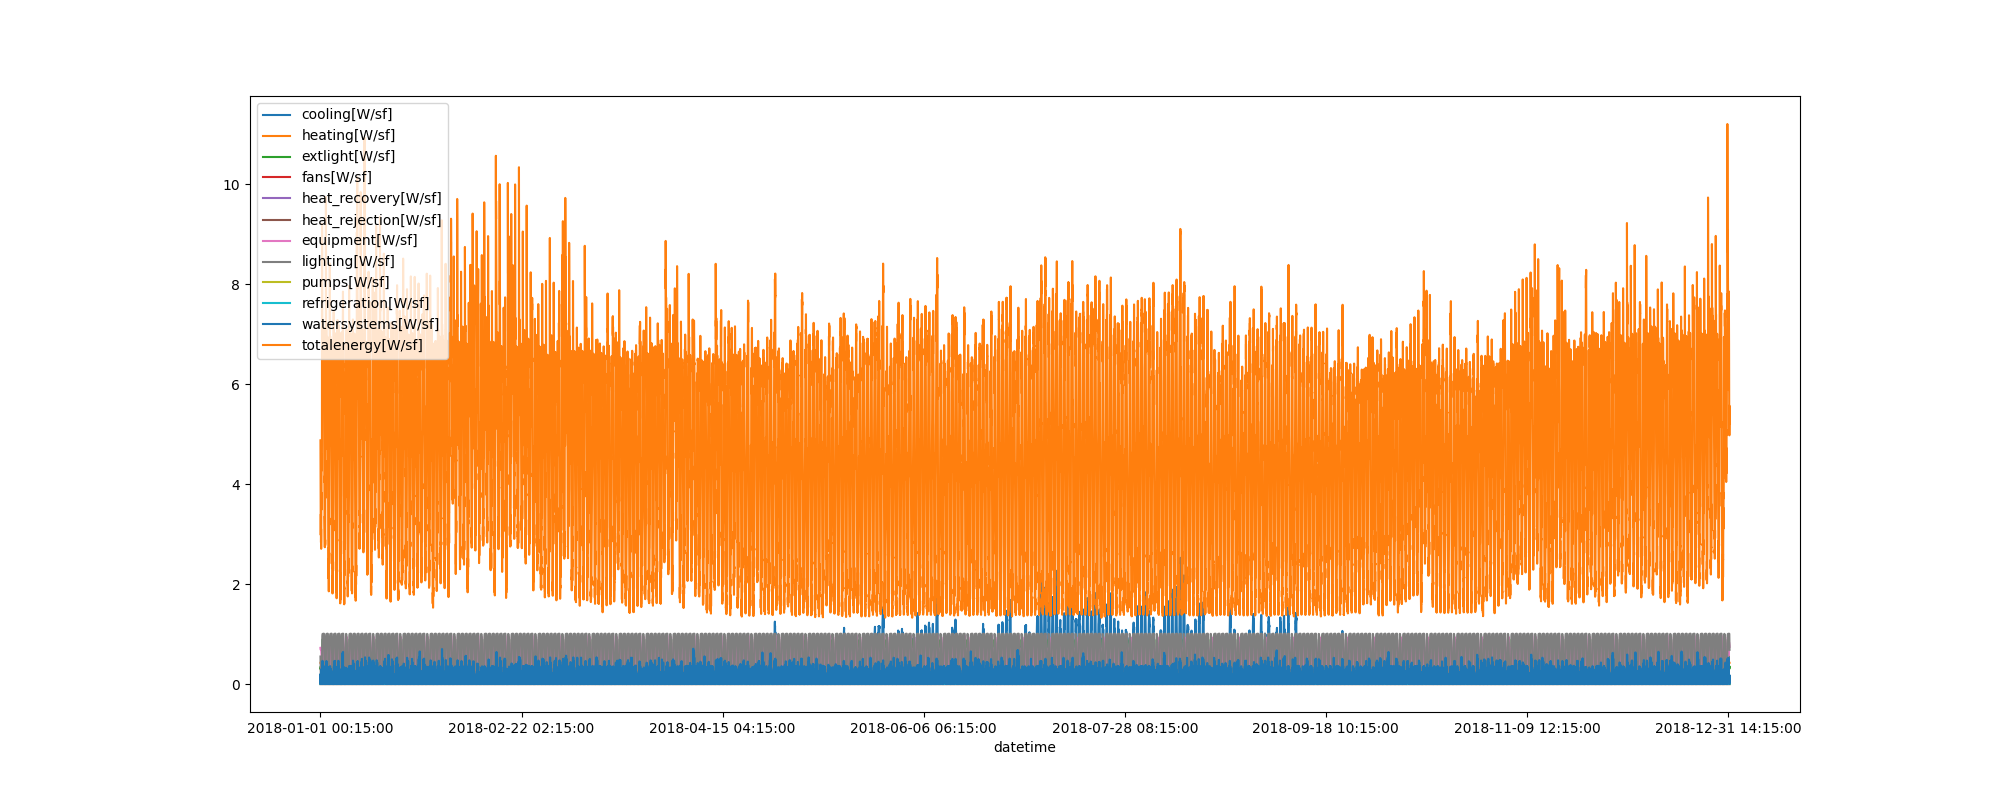 cooling[W/sf]
heating[W/sf]
extlight[W/sf]
fans[W/sf]
heat_recovery[W/sf]
heat_rejection[W/sf]
equipment[W/sf]
lighting[W/sf]
pumps[W/sf]
refrigeration[W/sf]
watersystems[W/sf]
totalenergy[W/sf]
10
8
6
4
2
0
2018-01-01 00:15:00 2018-02-22 02:15:00 2018-04-15 04:15:00 2018-06-06 06:15:00 2018-07-28 08:15:00 2018-09-18 10:15:00 2018-11-09 12:15:00 2018-12-31 14:15:00
datetime